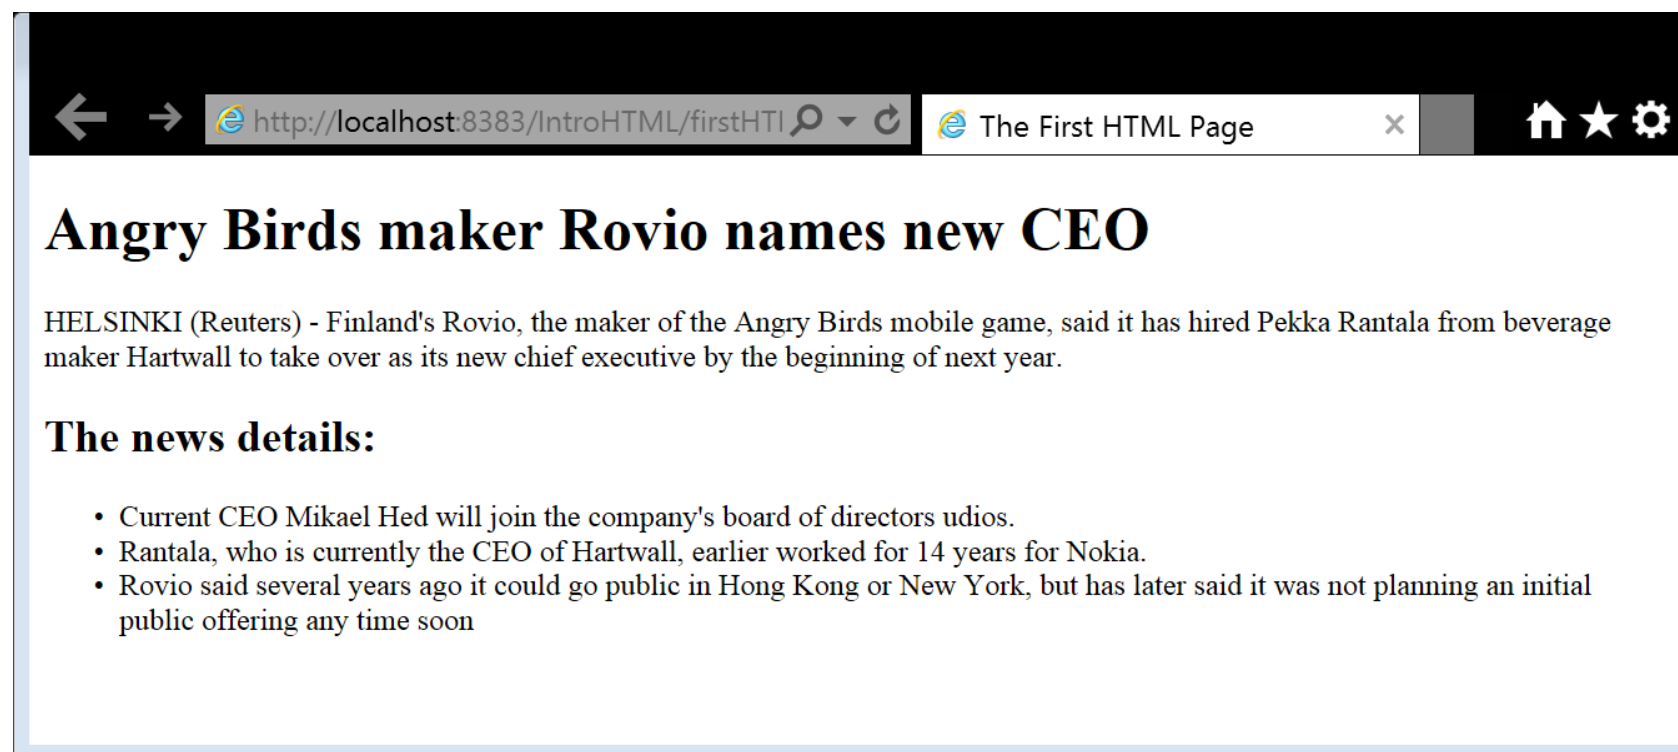 http://localhost:8383/IntroHTML/firstHTI
The First HTML Page
Angry Birds maker Rovio names new CEO
HELSINKI (Reuters) - Finland's Rovio, the maker of the Angry Birds mobile game, said it has hired Pekka Rantala from beverage
maker Hartwall to take over as its new chief executive by the beginning of next year.
The news details:
• Current CEO Mikael Hed will join the company's board of directors udios.
• Rantala, who is currently the CEO of Hartwall, earlier worked for 14 years for Nokia.
• Rovio said several years ago it could go public in Hong Kong or New York, but has later said it was not planning an initial
public offering any time soon